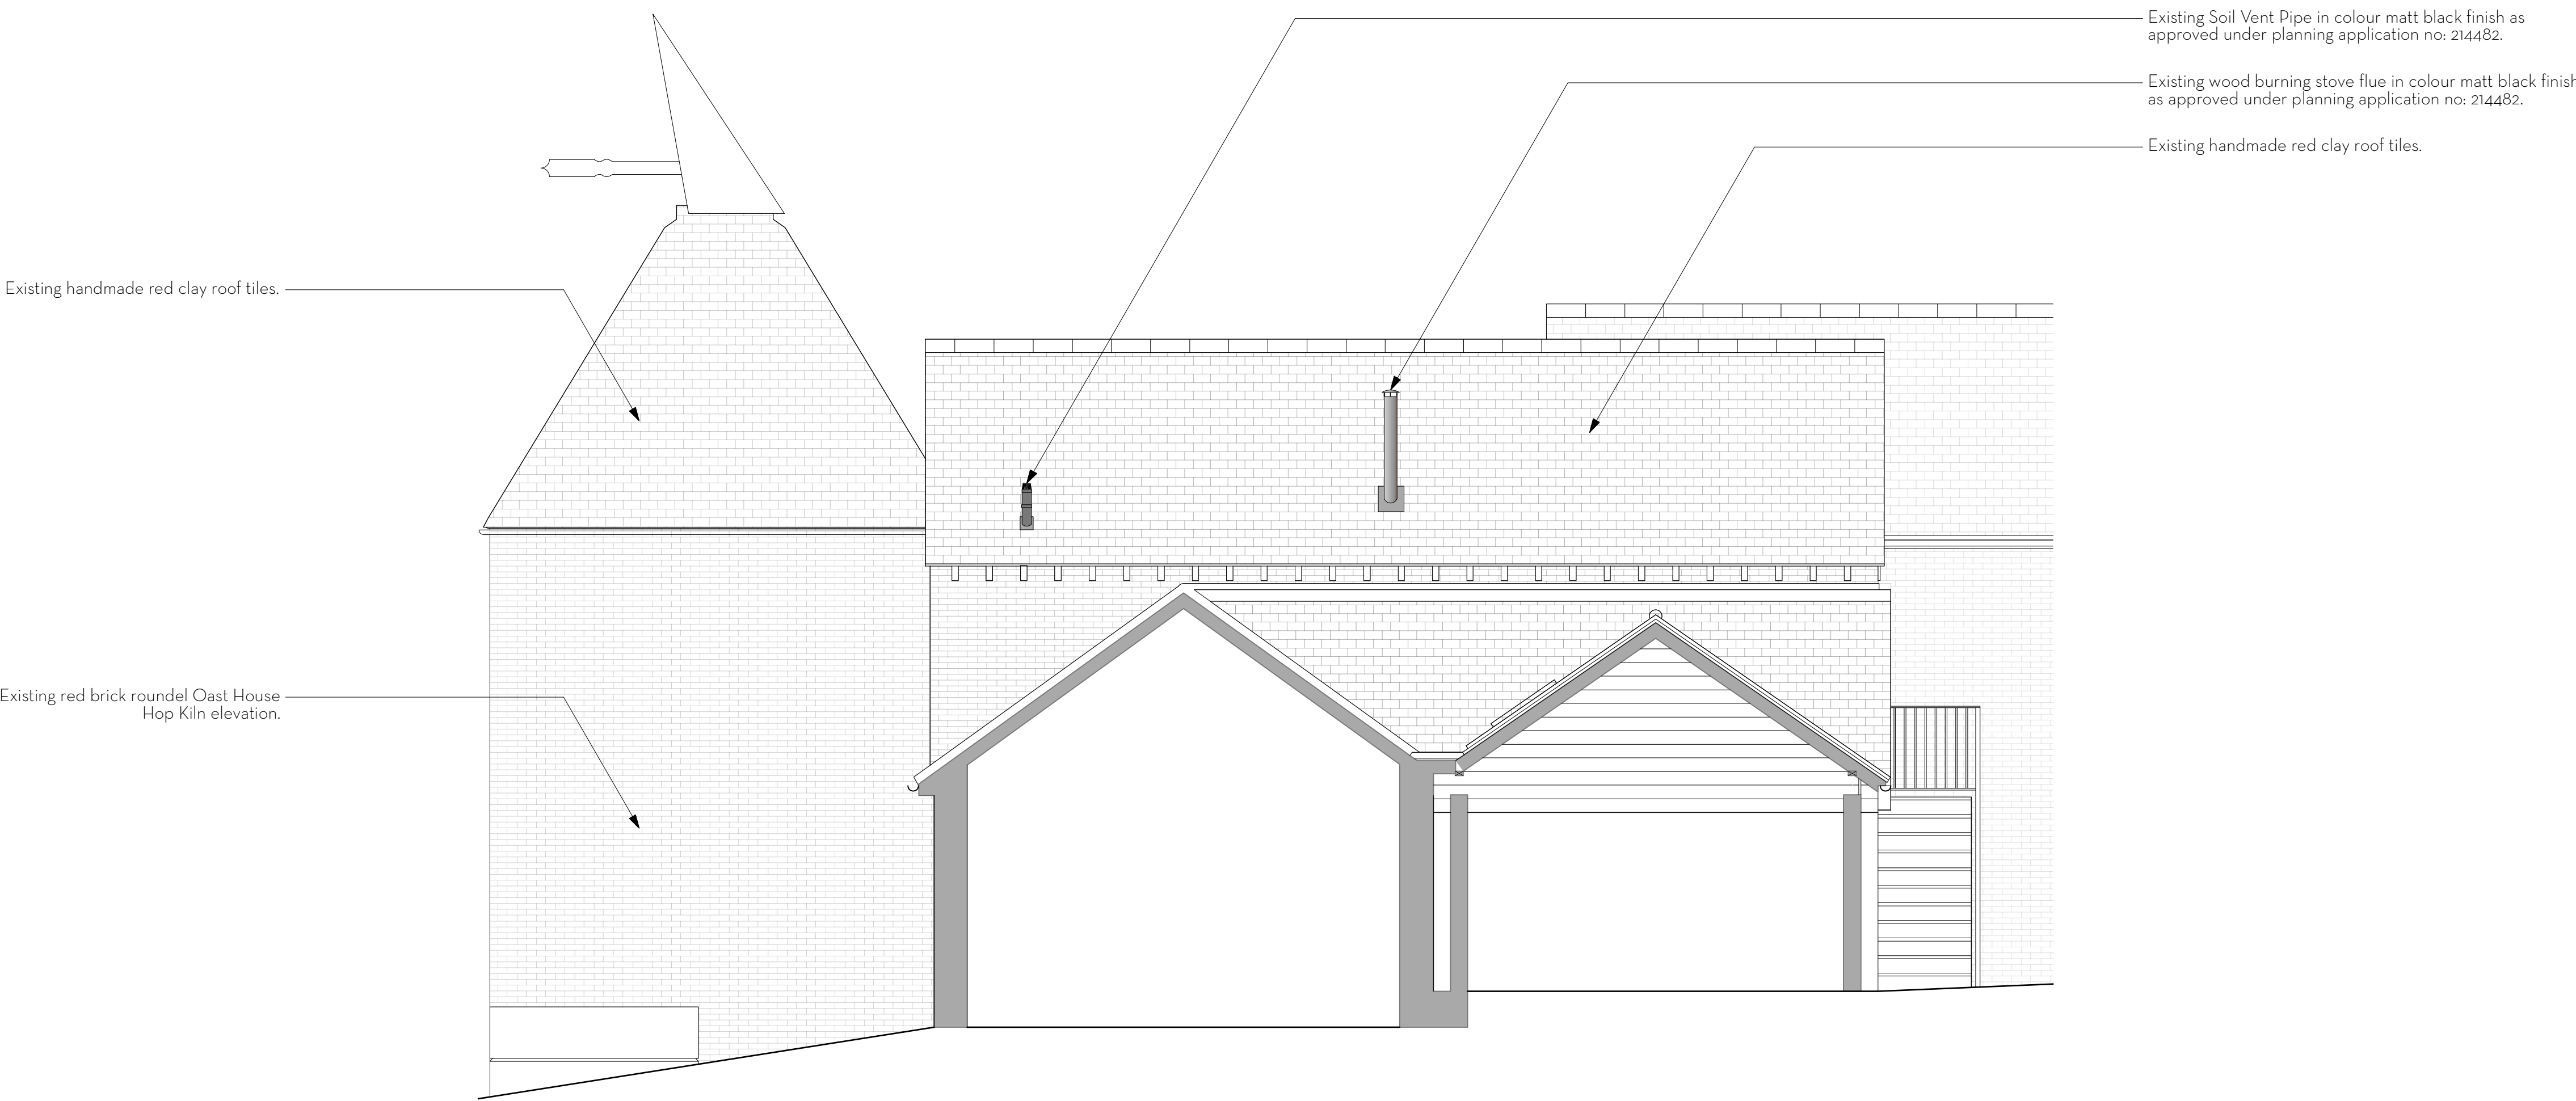 Existing Soil Vent Pipe in colour matt black finish as
approved under planning application no: 214482.
Existing wood burning stove flue in colour matt black finish
as approved under planning application no: 214482.
Existing handmade red clay roof tiles.
Existing handmade red clay roof tiles.
Existing red brick roundel Oast House
Hop Kiln elevation.